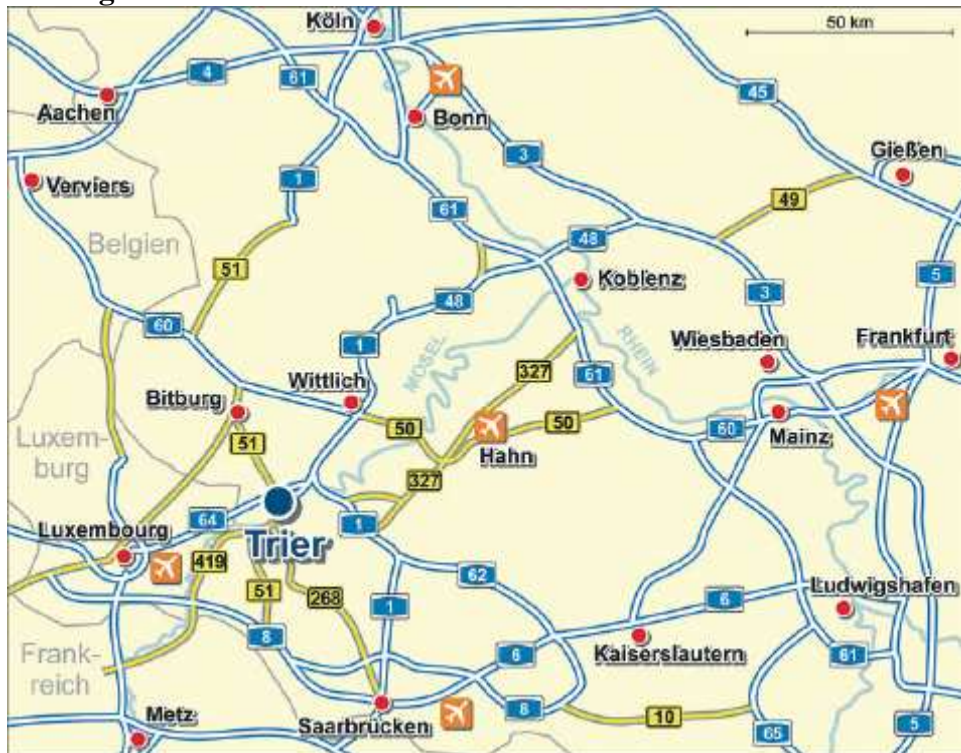 Köln
50 km
4
61
45
Aachen
Bonn
3
Gießen
Verviers
1
49
61
Belgien
51
48
5
Koblenz
60
48
3
MOSEL
RHEIN
1
Wiesbaden
Frankfurt
Wittlich
327
61
Bitburg
50
50
60
Mainz
Luxem-
burg
51
Hahn
327
64
1
Luxembourg
Trier
419
62
Ludwigshafen
51
268
1
6
8
6
Kaiserslautern
61
Frank-
reich
Metz
Saarbrücken
8
10
65
5